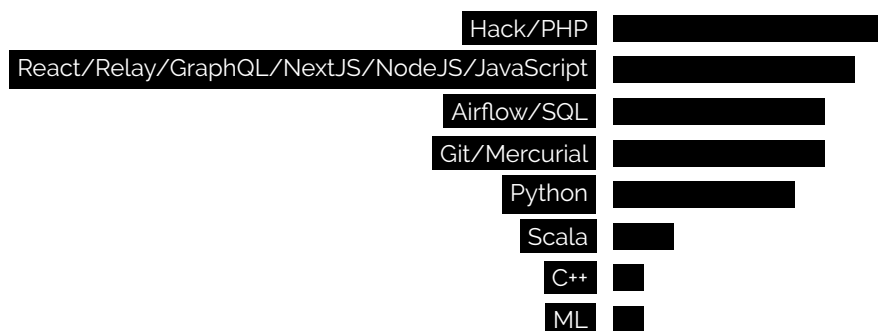 Hack/PHP
React/Relay/GraphQL/NextJS/NodeJS/JavaScript
Airflow/SQL
Git/Mercurial
Python
Scala
C++
ML